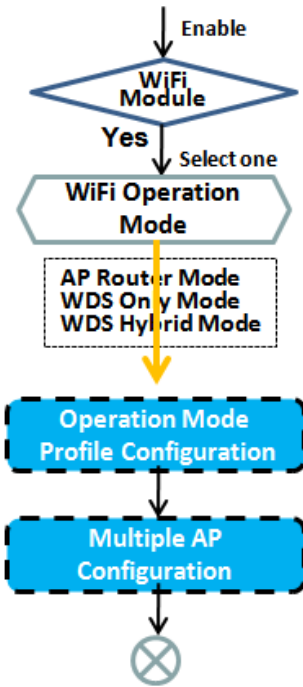 Enable
WiFi
Module
Yes
Select one
WiFi Operation
Mode
AP Router Mode
WDS Only Mode
WDS Hybrid Mode
Operation Mode
Profile Configuration
Multiple AP
Configuration